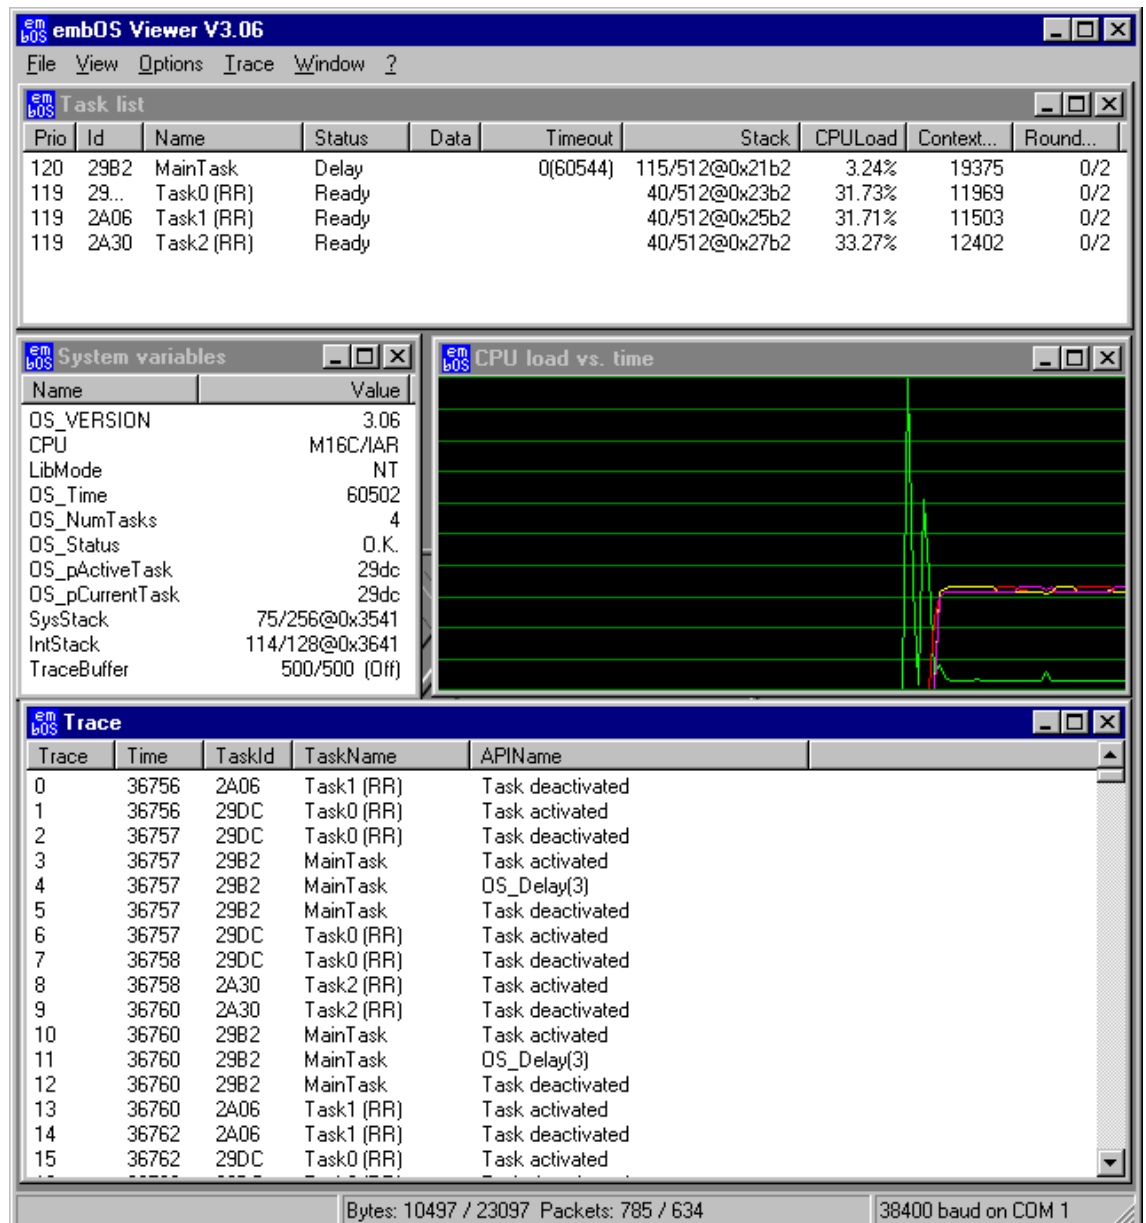 em bOS embOS Viewer V3.06
File View Options Trace Window ?
em bOS Task list
Prio Id Name Status Data Timeout Stack CPULoad Context... Round...
120 29B2 MainTask Delay 0(60544) 115/512@0x21b2 3.24% 19375 0/2
119 29... Task0 (RR) Ready 40/512@0x23b2 31.73% 11969 0/2
119 2A06 Task1 (RR) Ready 40/512@0x25b2 31.71% 11503 0/2
119 2A30 Task2 (RR) Ready 40/512@0x27b2 33.27% 12402 0/2
em bOS System variables
Name Value
OS_VERSION 3.06
CPU M16C/IAR
LibMode NT
OS_Time 60502
OS_NumTasks 4
OS_Status O.K.
OS_pActiveTask 29dc
OS_pCurrentTask 29dc
SysStack 75/256@0x3541
IntStack 114/128@0x3641
TraceBuffer 500/500 (Off)
em bOS CPU load vs. time
em bOS Trace
Trace Time TaskId TaskName APIName
0 36756 2A06 Task1 (RR) Task deactivated
1 36756 29DC Task0 (RR) Task activated
2 36757 29DC Task0 (RR) Task deactivated
3 36757 29B2 MainTask Task activated
4 36757 29B2 MainTask OS_Delay(3)
5 36757 29B2 MainTask Task deactivated
6 36757 29DC Task0 (RR) Task activated
7 36758 29DC Task0 (RR) Task deactivated
8 36758 2A30 Task2 (RR) Task activated
9 36760 2A30 Task2 (RR) Task deactivated
10 36760 29B2 MainTask Task activated
11 36760 29B2 MainTask OS_Delay(3)
12 36760 29B2 MainTask Task deactivated
13 36760 2A06 Task1 (RR) Task activated
14 36762 2A06 Task1 (RR) Task deactivated
15 36762 29DC Task0 (RR) Task activated
Bytes: 10497 / 23097 Packets: 785 / 634
38400 baud on COM 1